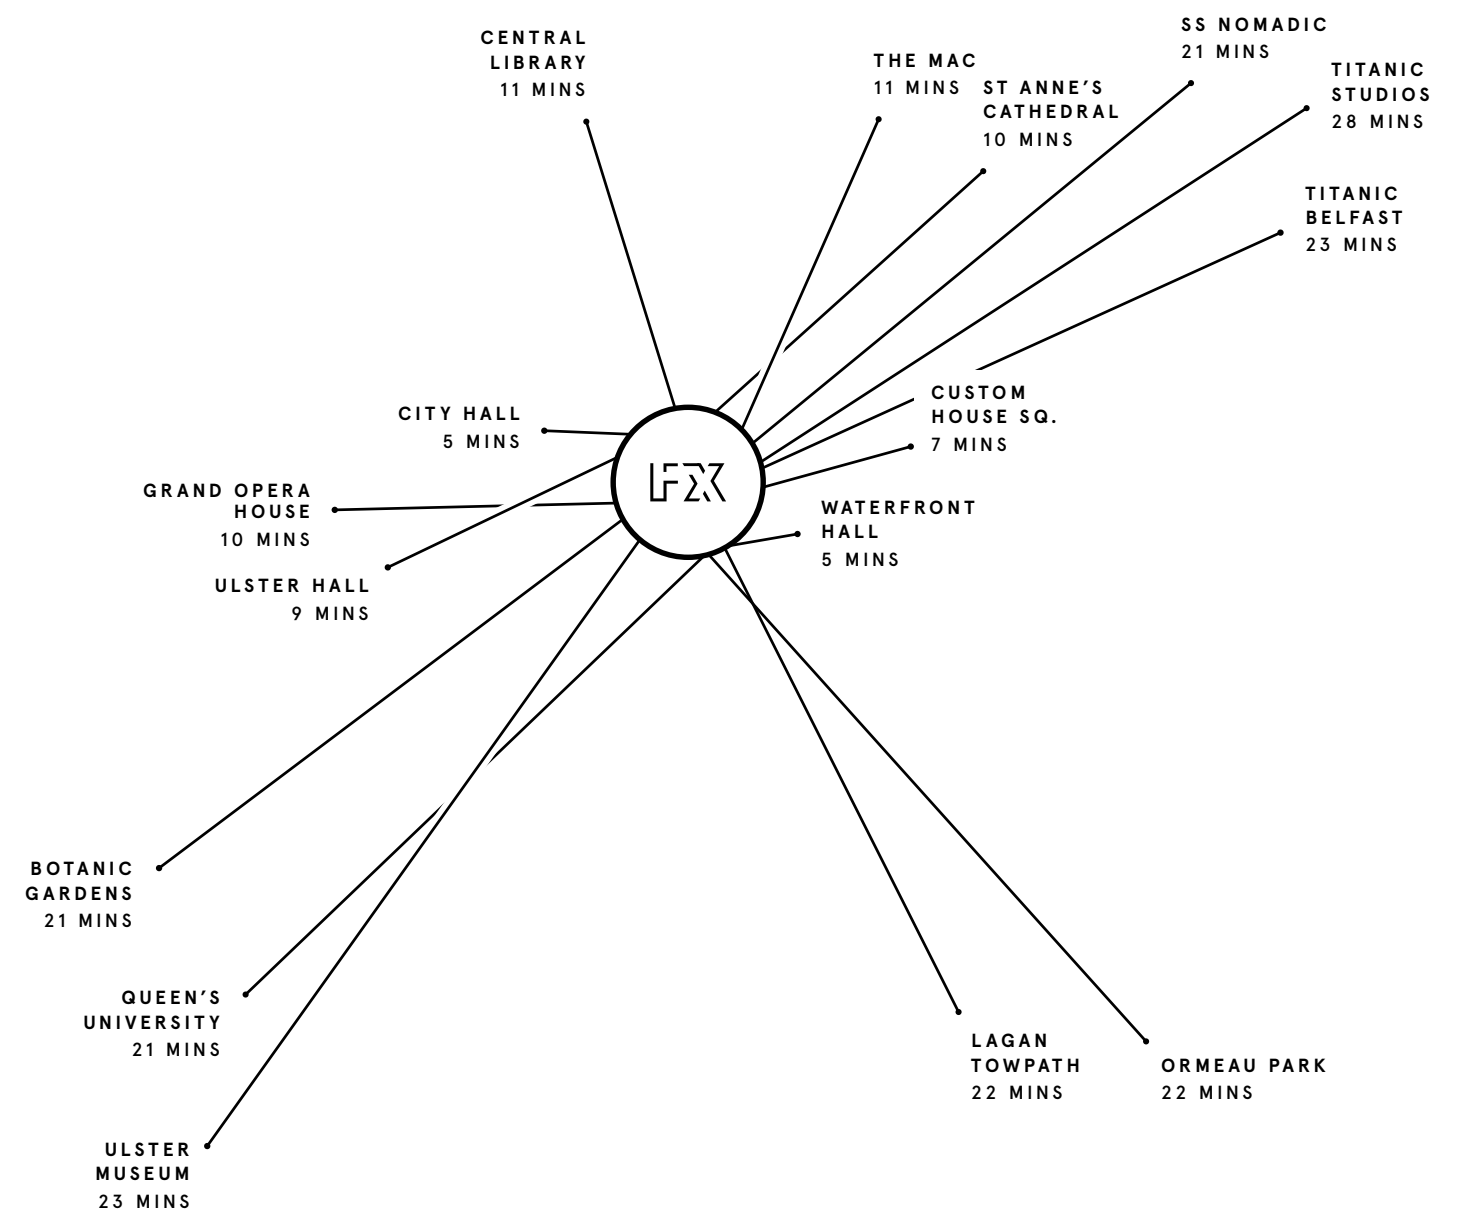 CENTRAL
LIBRARY
11 MINS
THE MAC
11 MINS
ST ANNE’S
CATHEDRAL
10 MINS
SS NOMADIC
21 MINS
TITANIC
STUDIOS
28 MINS
TITANIC
BELFAST
23 MINS
CUSTOM
HOUSE SQ.
7 MINS
CITY HALL
5 MINS
GRAND OPERA
HOUSE
10 MINS
ULSTER HALL
9 MINS
FX
WATERFRONT
HALL
5 MINS
BOTANIC
GARDENS
21 MINS
QUEEN’S
UNIVERSITY
21 MINS
ULSTER
MUSEUM
23 MINS
LAGAN
TOWPATH
22 MINS
ORMEAU PARK
22 MINS